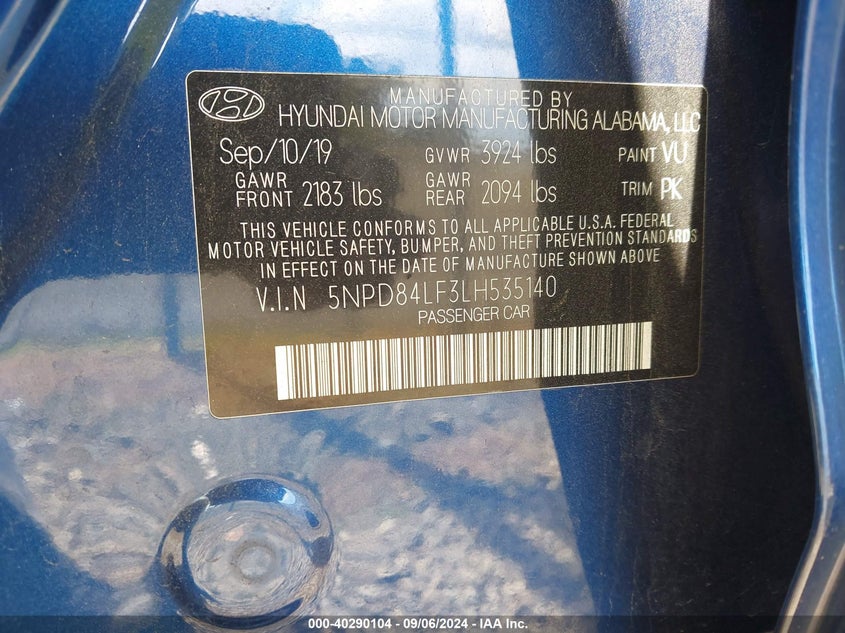 MANUFACTURED BY
HYUNDAI MOTOR MANUFACTURING ALABAMA, LLC
Sep/10/19 GVWR 3924 lbs PAINT VU
GAWR FRONT 2183 lbs GAWR REAR 2094 lbs TRIM PK
THIS VEHICLE CONFORMS TO ALL APPLICABLE U.S.A. FEDERAL
MOTOR VEHICLE SAFETY, BUMPER, AND THEFT PREVENTION STANDARDS
IN EFFECT ON THE DATE OF MANUFACTURE SHOWN ABOVE
V.I.N 5NPD84LF3LH535140
PASSENGER CAR
000-40290104 - 09/06/2024 - IAA Inc.